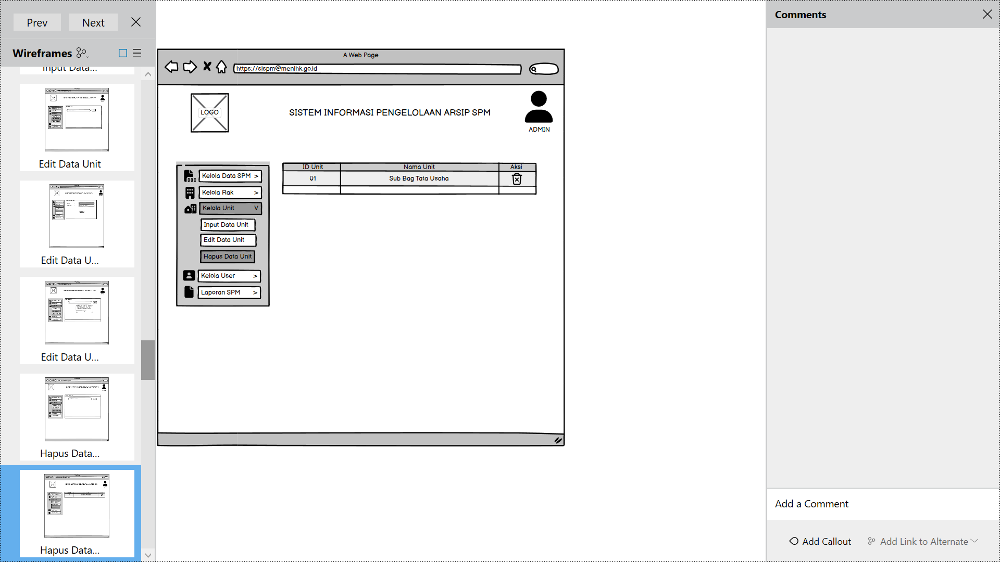 Prev
Next
Wireframes
Input Data...
Edit Data Unit
Edit Data U...
Edit Data U...
Hapus Data...
Hapus Data...
A Web Page
https://sispm@menlhk.go.id
LOGO
SISTEM INFORMASI PENGELOLAAN ARSIP SPM
ADMIN
DOC
Kelola Data SPM >
Kelola Rak >
Kelola Unit V
Input Data Unit
Edit Data Unit
Hapus Data Unit
Kelola User >
Laporan SPM >
ID Unit Nama Unit Aksi
01 Sub Bag Tata Usaha
Comments
Add a Comment
Add Callout
Add Link to Alternate